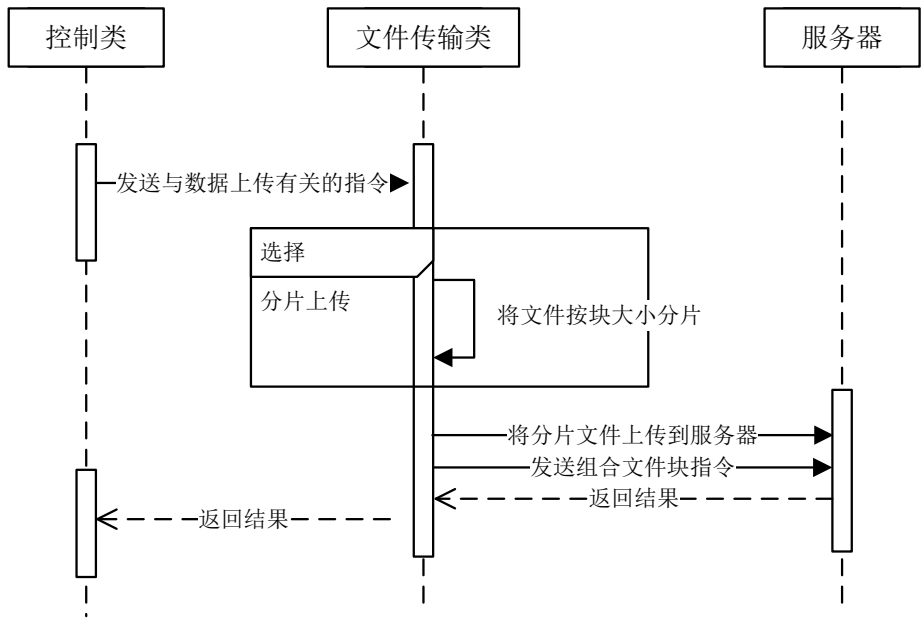 控制类
文件传输类
服务器
发送与数据上传有关的指令
选择
分片上传
将文件按块大小分片
将分片文件上传到服务器
发送组合文件块指令
返回结果
返回结果